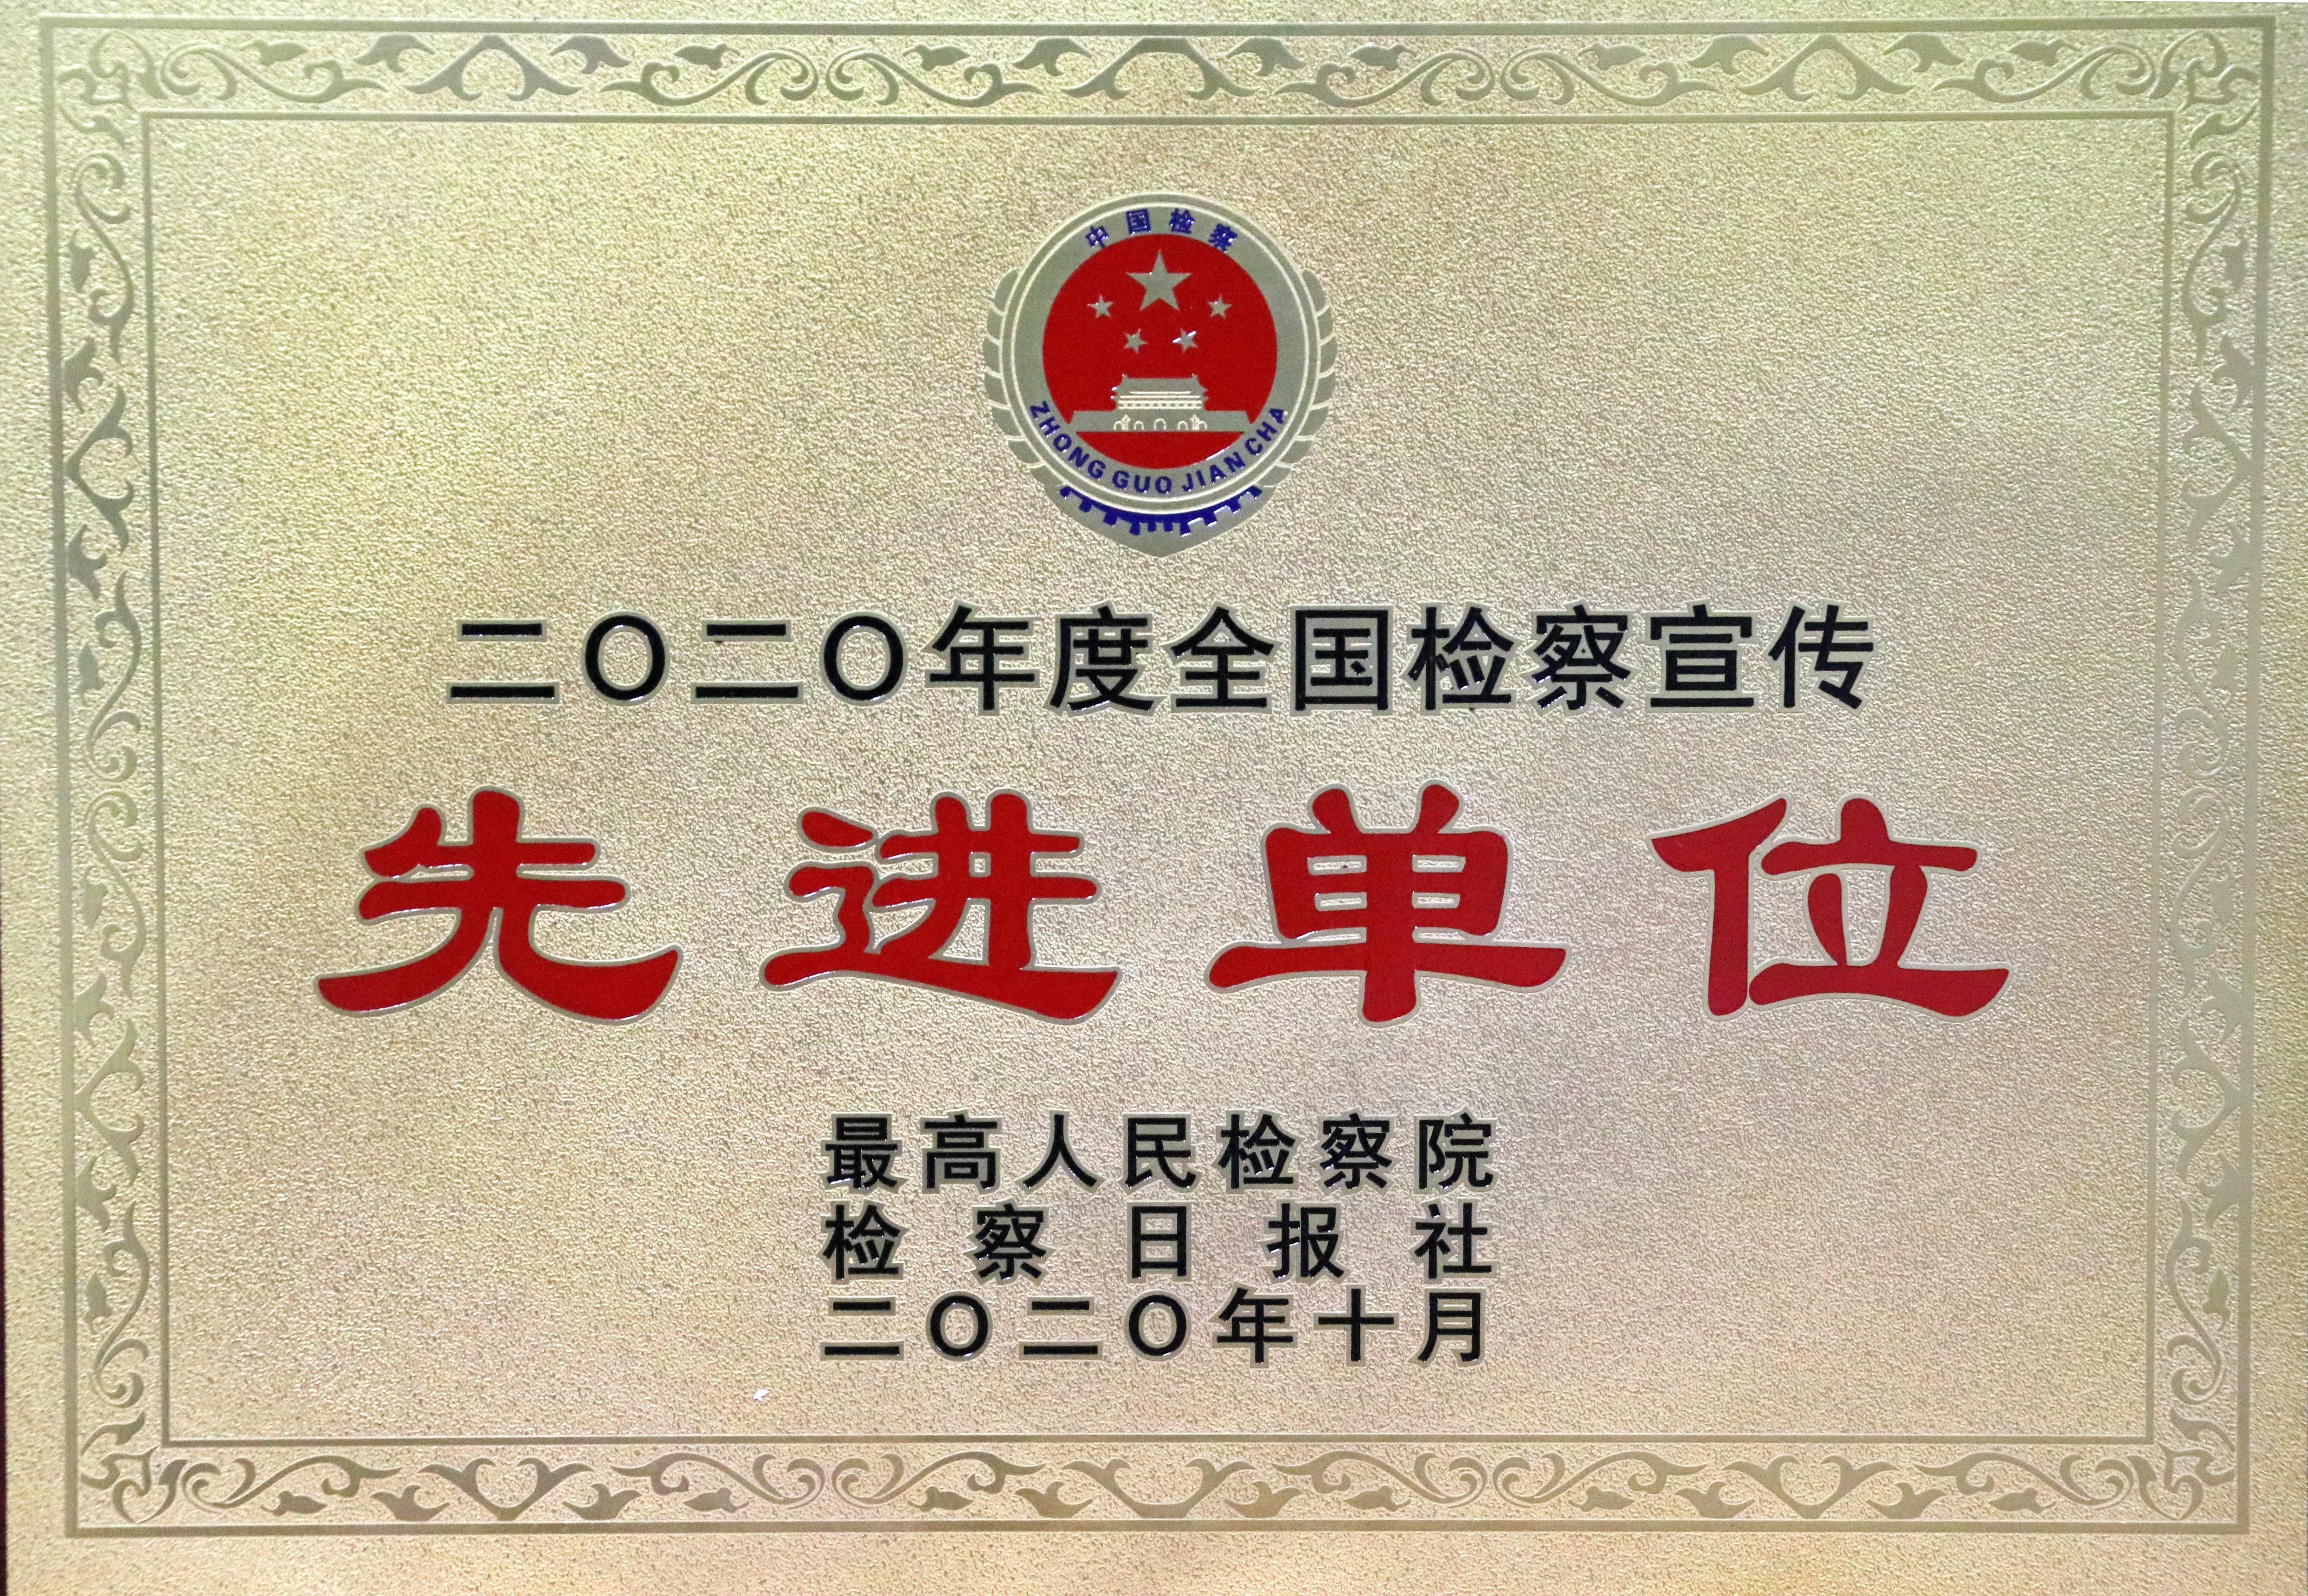 中国检察
ZHONG GUO JIAN CHA
二〇二〇年度全国检察宣传
先进单位
最高人民检察院
检察日报社
二〇二〇年十月